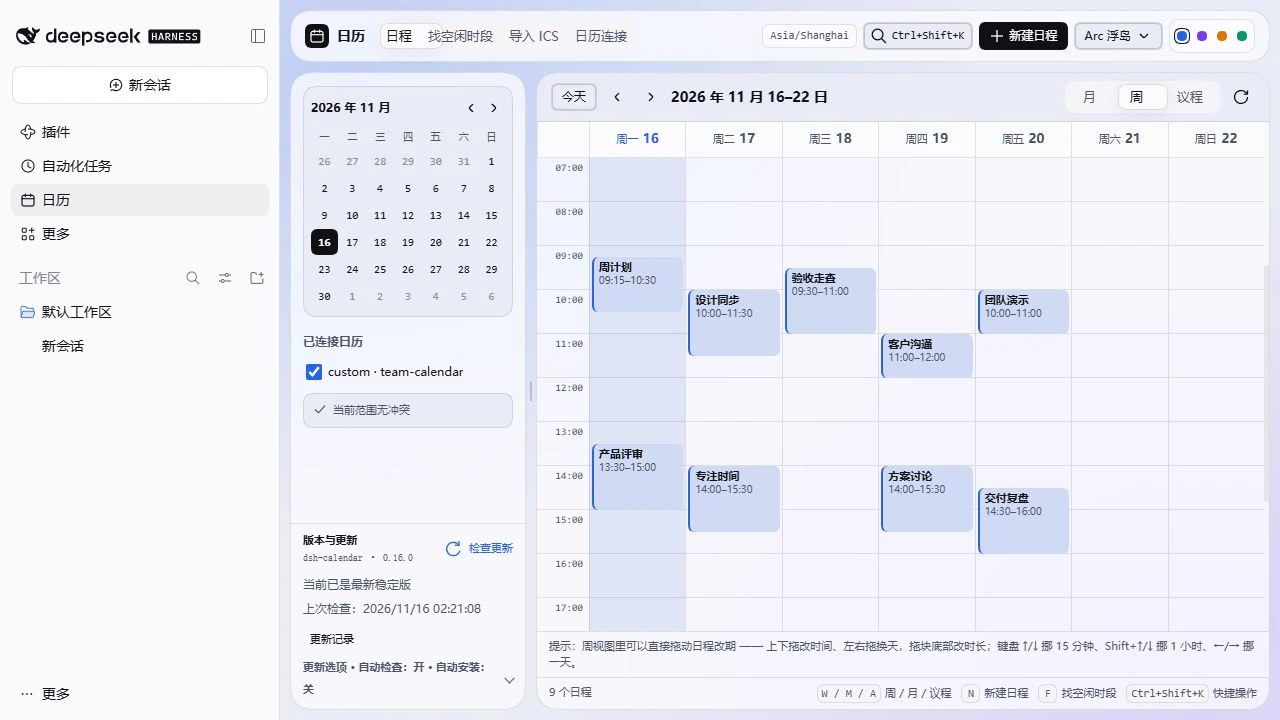 deepseek HARNESS
新会话
插件
自动化任务
日历
更多
工作区
默认工作区
新会话
更多
日历
日程
找空闲时段
导入 ICS
日历连接
Asia/Shanghai
Ctrl+Shift+K
新建日程
Arc 浮岛
2026 年 11 月
一 二 三 四 五 六 日
26 27 28 29 30 31 1
2 3 4 5 6 7 8
9 10 11 12 13 14 15
16 17 18 19 20 21 22
23 24 25 26 27 28 29
30 1 2 3 4 5 6
已连接日历
custom · team-calendar
当前范围无冲突
版本与更新
dsh-calendar • 0.16.0
检查更新
当前已是最新稳定版
上次检查：2026/11/16 02:21:08
更新记录
更新选项 • 自动检查：开 • 自动安装：
关
今天
2026 年 11 月 16–22 日
月
周
议程
周一 16 周二 17 周三 18 周四 19 周五 20 周六 21 周日 22
07:00
08:00
09:00
10:00
11:00
12:00
13:00
14:00
15:00
16:00
17:00
周计划
09:15–10:30
产品评审
13:30–15:00
设计同步
10:00–11:30
专注时间
14:00–15:30
验收走查
09:30–11:00
客户沟通
11:00–12:00
方案讨论
14:00–15:30
团队演示
10:00–11:00
交付复盘
14:30–16:00
提示：周视图里可以直接拖动日程改期 —— 上下拖改时间、左右拖换天，拖块底部改时长；键盘 ↑/↓ 挪 15 分钟、Shift+↑/↓ 挪 1 小时、←/→ 挪
一天。
9 个日程
W / M / A 周 / 月 / 议程
N 新建日程
F 找空闲时段
Ctrl+Shift+K 快捷操作